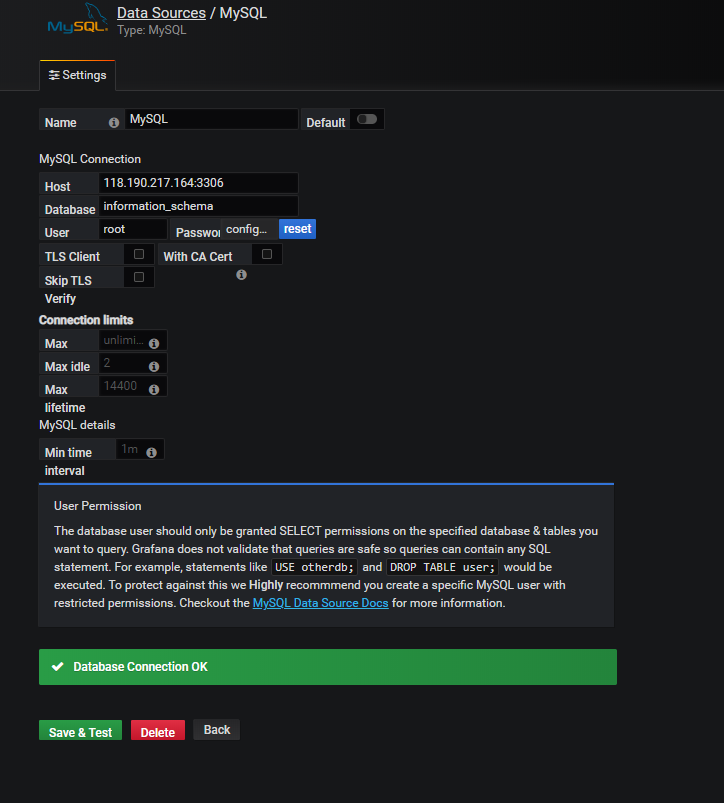 MySQL.
Data Sources / MySQL
Type: MySQL
Settings
Name MySQL Default
MySQL Connection
Host 118.190.217.164:3306
Database information_schema
User root Passwor config... reset
TLS Client With CA Cert
Skip TLS
Verify
Connection limits
Max unlimi...
Max idle 2
Max 14400
lifetime
MySQL details
Min time 1m
interval
User Permission
The database user should only be granted SELECT permissions on the specified database & tables you
want to query. Grafana does not validate that queries are safe so queries can contain any SQL
statement. For example, statements like USE otherdb; and DROP TABLE user; would be
executed. To protect against this we Highly recommmend you create a specific MySQL user with
restricted permissions. Checkout the MySQL Data Source Docs for more information.
Database Connection OK
Save & Test Delete Back